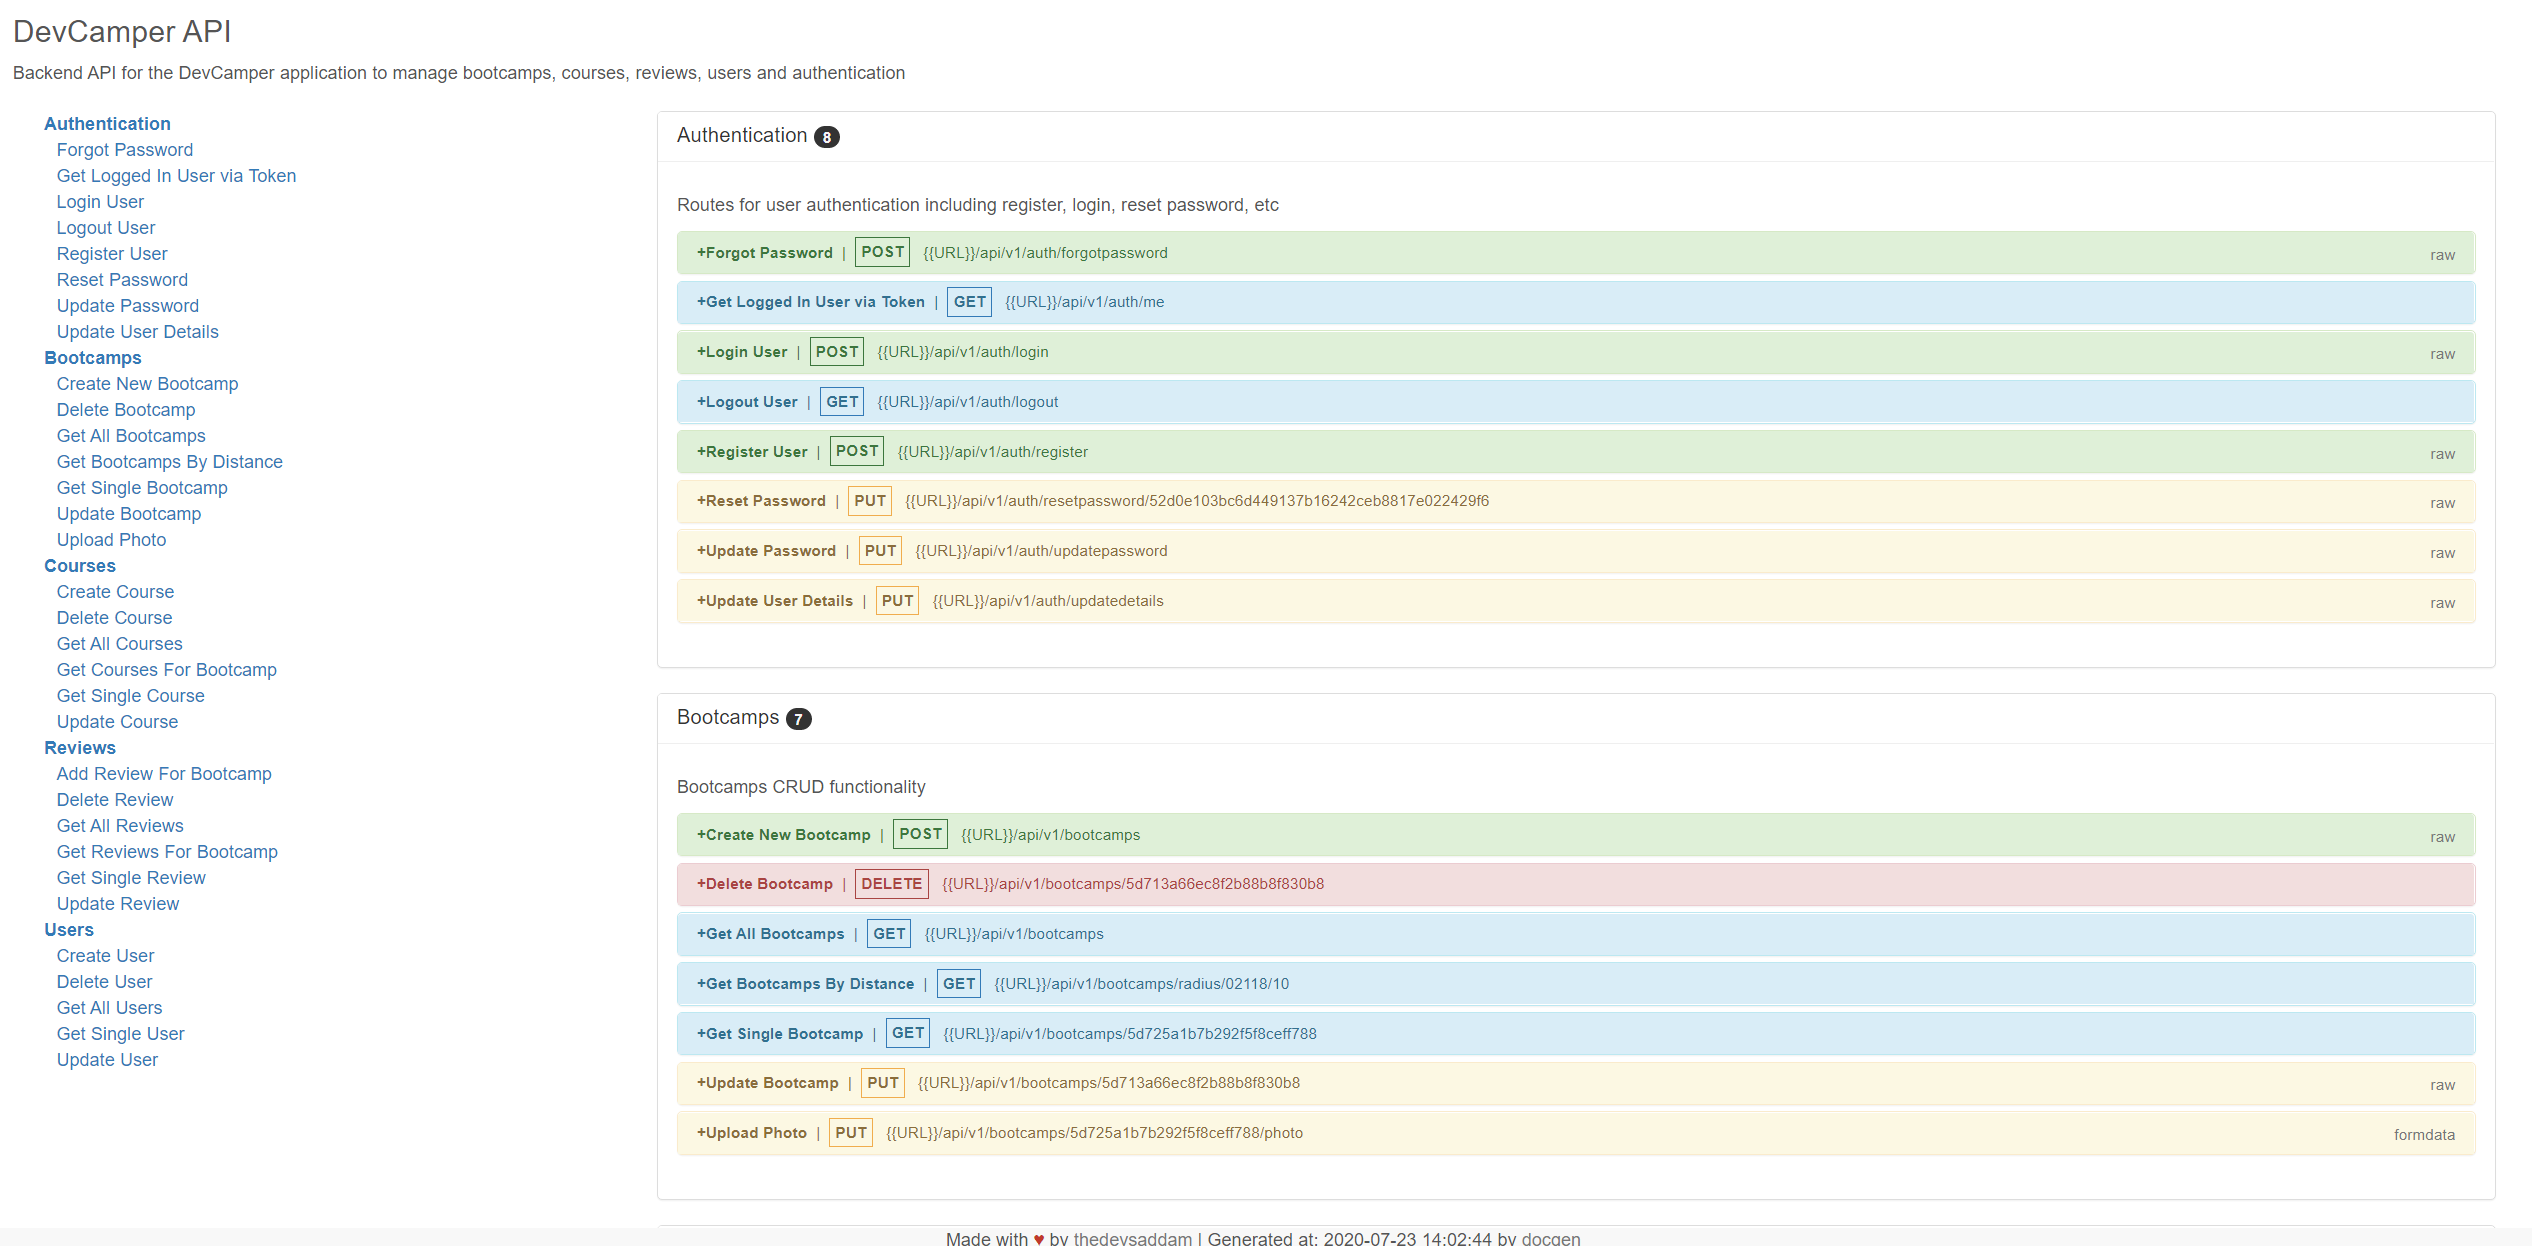 DevCamper API
Backend API for the DevCamper application to manage bootcamps, courses, reviews, users and authentication
Authentication
Forgot Password
Get Logged In User via Token
Login User
Logout User
Register User
Reset Password
Update Password
Update User Details
Bootcamps
Create New Bootcamp
Delete Bootcamp
Get All Bootcamps
Get Bootcamps By Distance
Get Single Bootcamp
Update Bootcamp
Upload Photo
Courses
Create Course
Delete Course
Get All Courses
Get Courses For Bootcamp
Get Single Course
Update Course
Reviews
Add Review For Bootcamp
Delete Review
Get All Reviews
Get Reviews For Bootcamp
Get Single Review
Update Review
Users
Create User
Delete User
Get All Users
Get Single User
Update User
Authentication 8
Routes for user authentication including register, login, reset password, etc
+Forgot Password | POST {{URL}}/api/v1/auth/forgotpassword raw
+Get Logged In User via Token | GET {{URL}}/api/v1/auth/me
+Login User | POST {{URL}}/api/v1/auth/login raw
+Logout User | GET {{URL}}/api/v1/auth/logout
+Register User | POST {{URL}}/api/v1/auth/register raw
+Reset Password | PUT {{URL}}/api/v1/auth/resetpassword/52d0e103bc6d449137b16242ceb8817e022429f6 raw
+Update Password | PUT {{URL}}/api/v1/auth/updatepassword raw
+Update User Details | PUT {{URL}}/api/v1/auth/updatedetails raw
Bootcamps 7
Bootcamps CRUD functionality
+Create New Bootcamp | POST {{URL}}/api/v1/bootcamps raw
+Delete Bootcamp | DELETE {{URL}}/api/v1/bootcamps/5d713a66ec8f2b88b8f830b8
+Get All Bootcamps | GET {{URL}}/api/v1/bootcamps
+Get Bootcamps By Distance | GET {{URL}}/api/v1/bootcamps/radius/02118/10
+Get Single Bootcamp | GET {{URL}}/api/v1/bootcamps/5d725a1b7b292f5f8ceff788
+Update Bootcamp | PUT {{URL}}/api/v1/bootcamps/5d713a66ec8f2b88b8f830b8 raw
+Upload Photo | PUT {{URL}}/api/v1/bootcamps/5d725a1b7b292f5f8ceff788/photo formdata
Made with ♥ by thedevsaddam | Generated at: 2020-07-23 14:02:44 by docgen